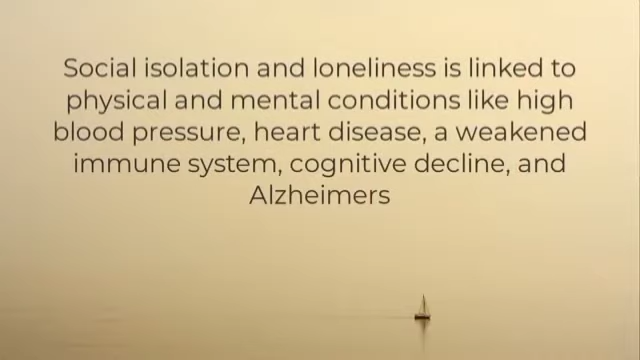 Social isolation and loneliness is linked to
physical and mental conditions like high
blood pressure, heart disease, a weakened
immune system, cognitive decline, and
Alzheimers